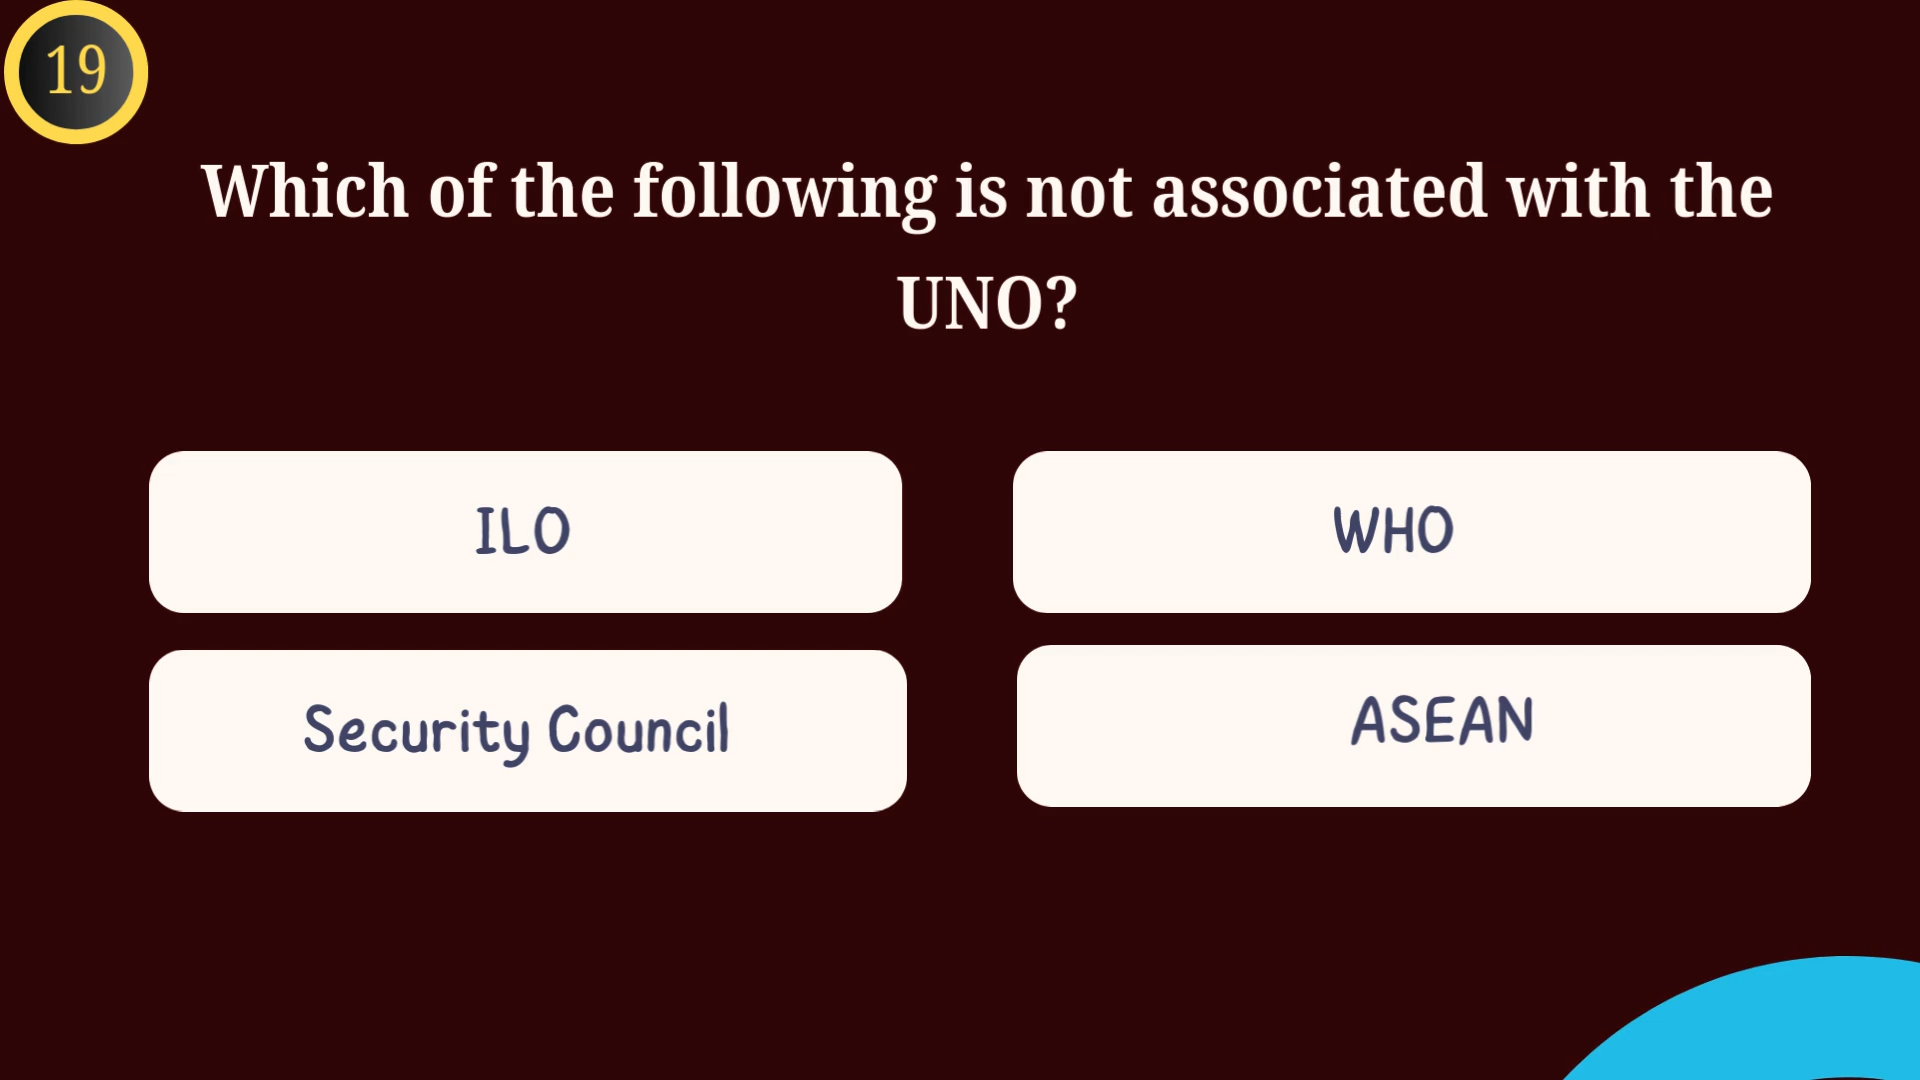 19
Which of the following is not associated with the
UNO?
ILO
WHO
Security Council
ASEAN